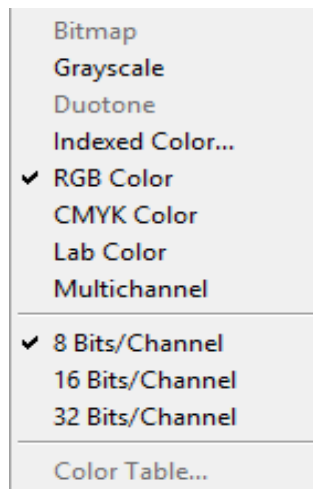 Bitmap
Grayscale
Duotone
Indexed Color...
RGB Color
CMYK Color
Lab Color
Multichannel
8 Bits/Channel
16 Bits/Channel
32 Bits/Channel
Color Table...